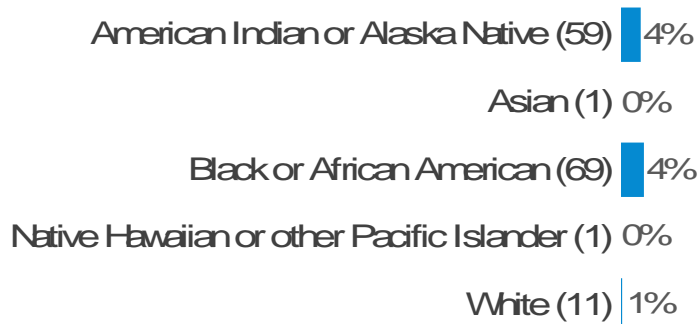 American Indian or Alaska Native (59) 4%
Asian (1) 0%
Black or African American (69) 4%
Native Hawaiian or other Pacific Islander (1) 0%
White (11) 1%